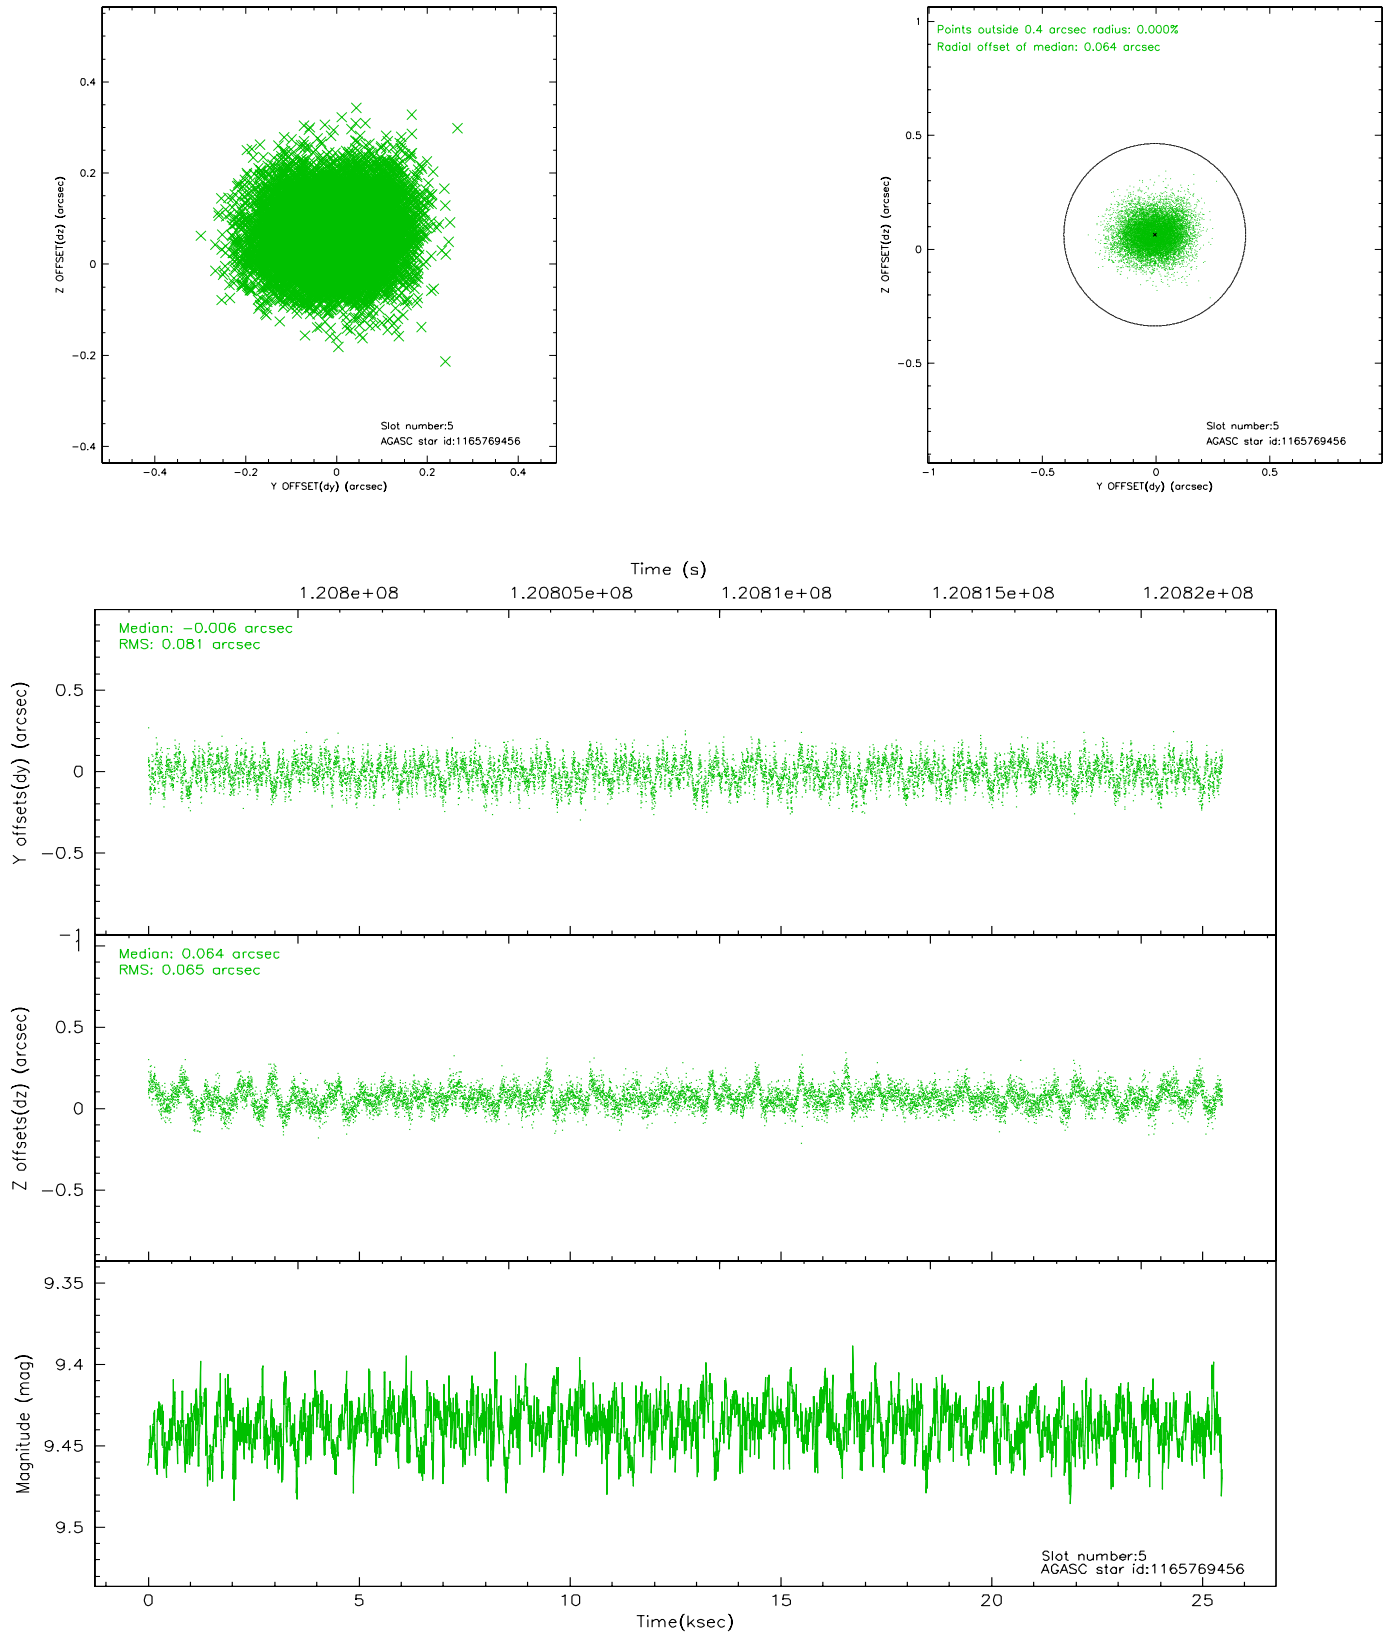 0.4
0.2
0
-0.2
-0.4
Z OFFSET(dz) (arcsec)
Slot number:5
AGASC star id:1165769456
-0.4 -0.2 0 0.2 0.4
Y OFFSET(dy) (arcsec)
Points outside 0.4 arcsec radius: 0.000%
Radial offset of median: 0.064 arcsec
1
0.5
0
-0.5
Z OFFSET(dz) (arcsec)
Slot number:5
AGASC star id:1165769456
-1 -0.5 0 0.5
Y OFFSET(dy) (arcsec)
Time (s)
1.208e+08 1.20805e+08 1.2081e+08 1.20815e+08 1.2082e+08
Median: -0.006 arcsec
RMS: 0.081 arcsec
0.5
0
-0.5
-1
Y offsets(dy) (arcsec)
Median: 0.064 arcsec
RMS: 0.065 arcsec
1
0.5
0
-0.5
Z offsets(dz) (arcsec)
9.35
9.4
9.45
9.5
Magnitude (mag)
Slot number:5
AGASC star id:1165769456
0 5 10 15 20 25
Time(ksec)